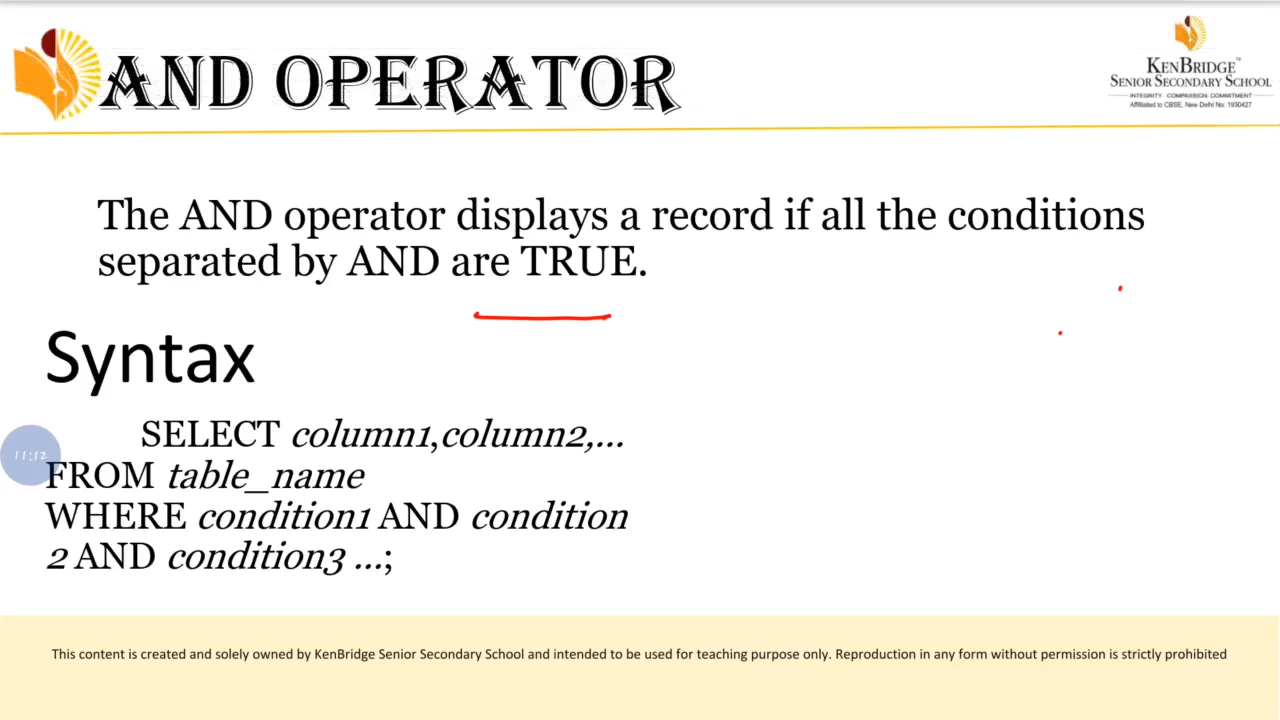 AND OPERATOR
KENBRIDGE™
SENIOR SECONDARY SCHOOL
INTEGRITY. COMPASSION. COMMITMENT
Affiliated to CBSE, New Delhi No: 1930427
The AND operator displays a record if all the conditions
separated by AND are TRUE.
Syntax
SELECT column1,column2,...
11:12
FROM table_name
WHERE condition1 AND condition
2 AND condition3 ...;
This content is created and solely owned by KenBridge Senior Secondary School and intended to be used for teaching purpose only. Reproduction in any form without permission is strictly prohibited